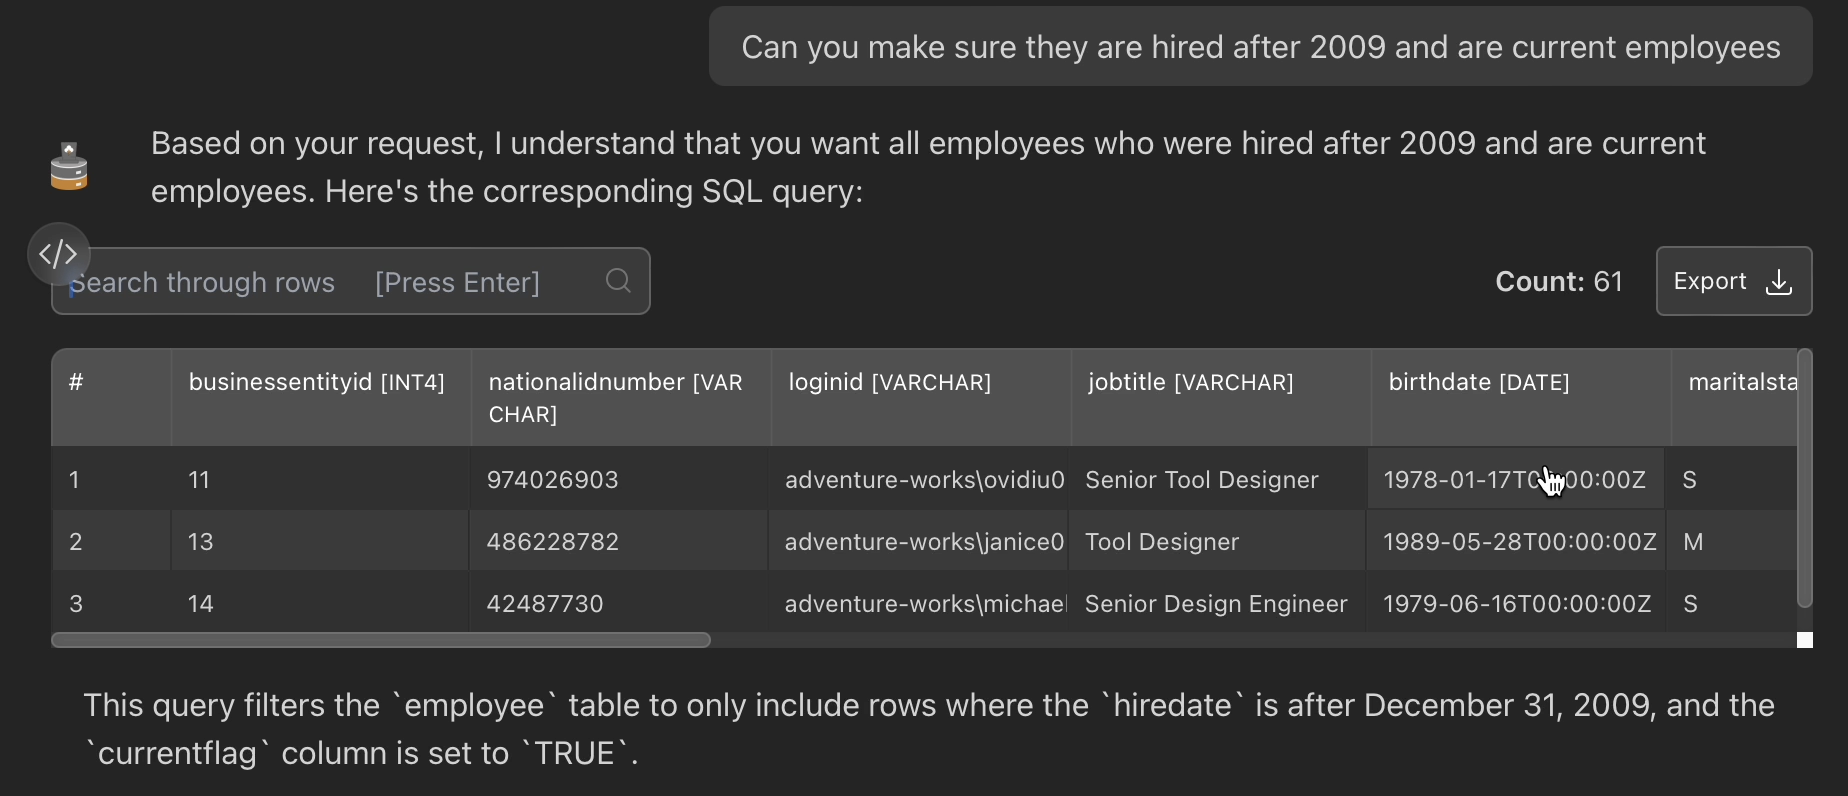 Can you make sure they are hired after 2009 and are current employees
Based on your request, I understand that you want all employees who were hired after 2009 and are current
employees. Here's the corresponding SQL query:
</>
Search through rows [Press Enter]
Count: 61
Export
# businessentityid [INT4] nationalidnumber [VAR loginid [VARCHAR] jobtitle [VARCHAR] birthdate [DATE] maritalsta
CHAR]
1 11 974026903 adventure-works\ovidiu0 Senior Tool Designer 1978-01-17T00:00:00Z S
2 13 486228782 adventure-works\janice0 Tool Designer 1989-05-28T00:00:00Z M
3 14 42487730 adventure-works\michael Senior Design Engineer 1979-06-16T00:00:00Z S
This query filters the `employee` table to only include rows where the `hiredate` is after December 31, 2009, and the
`currentflag` column is set to `TRUE`.